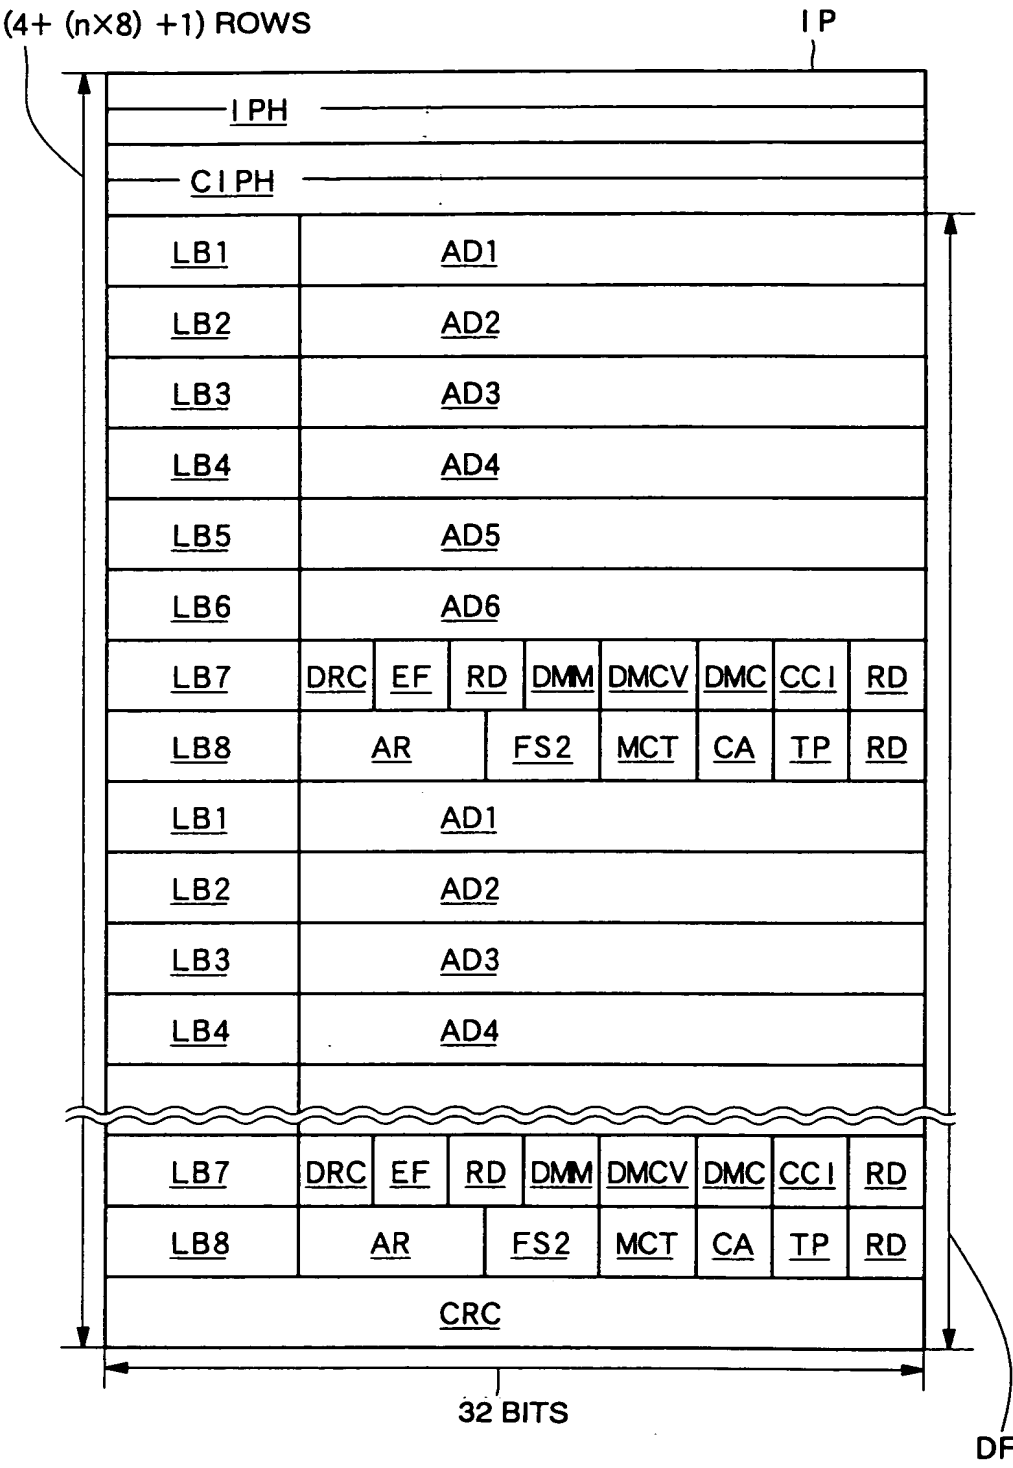 (4+ (n×8) +1) ROWS
IP
IPH
CIPH
LB1 AD1
LB2 AD2
LB3 AD3
LB4 AD4
LB5 AD5
LB6 AD6
LB7 DRC EF RD DMM DMCV DMC CCI RD
LB8 AR FS2 MCT CA TP RD
LB1 AD1
LB2 AD2
LB3 AD3
LB4 AD4
LB7 DRC EF RD DMM DMCV DMC CCI RD
LB8 AR FS2 MCT CA TP RD
CRC
32 BITS
DF